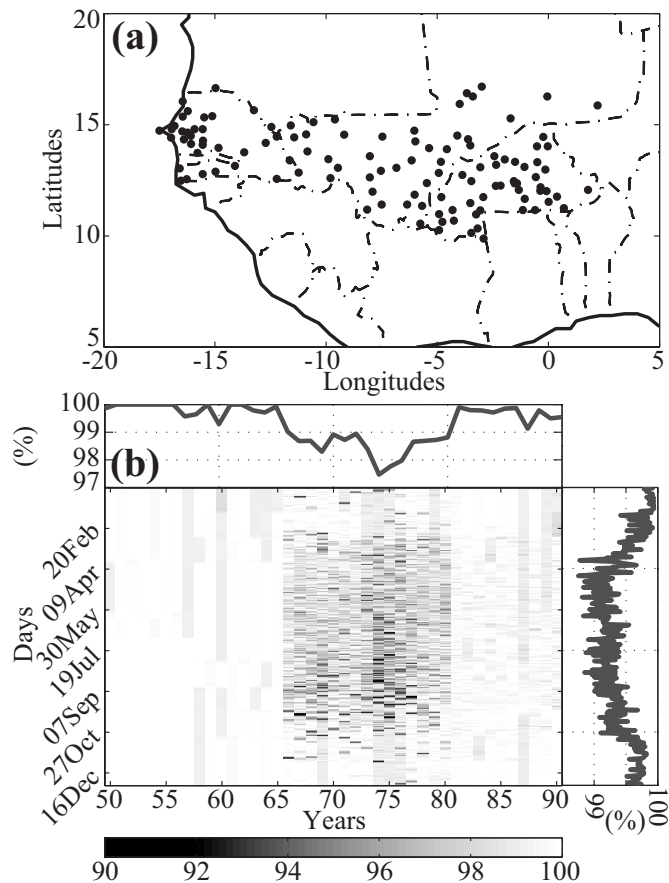 20
(a)
15
Latitudes
10
5
-20 -15 -10 -5 0 5
Longitudes
100
99
98
97
(%)
(b)
20Feb
09Apr
30May
19Jul
07Sep
27Oct
16Dec
Days
50 55 60 65 70 75 80 85 90
Years
99 100
(%)
90 92 94 96 98 100